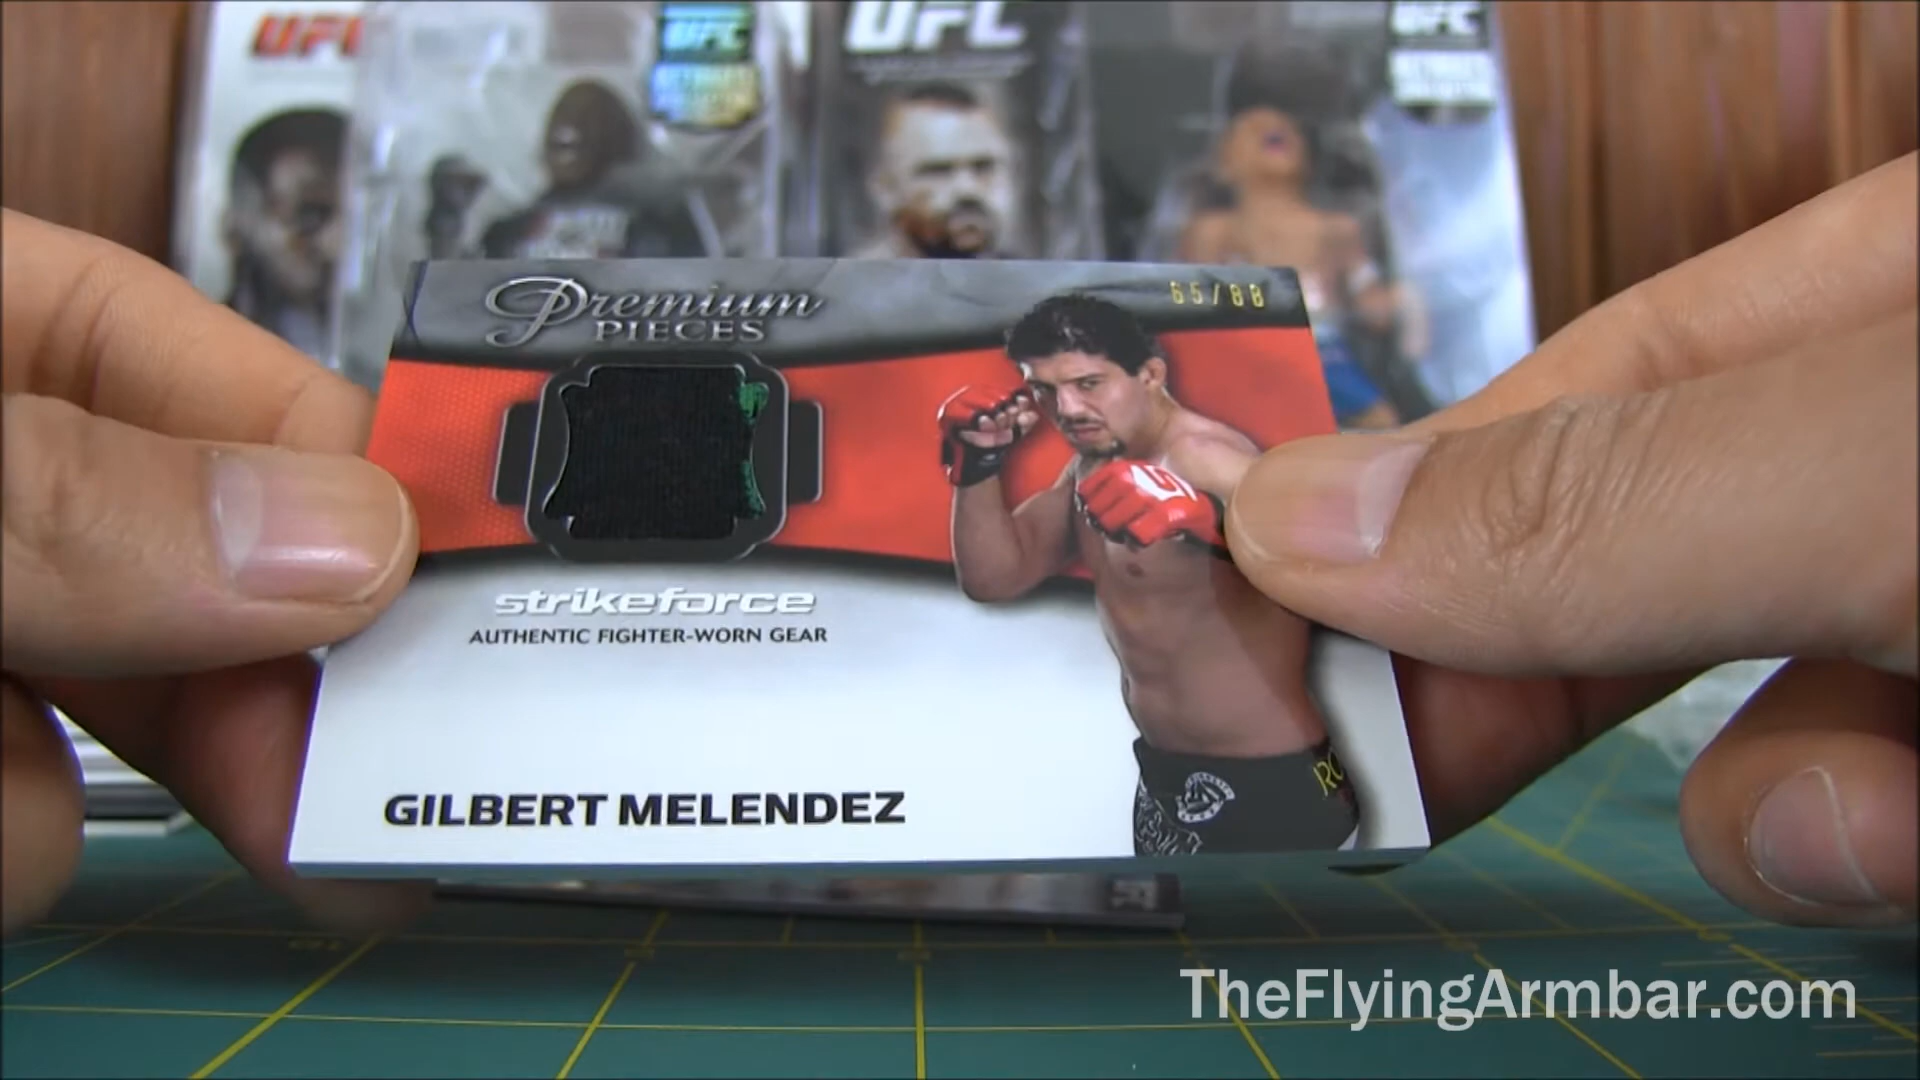 UFC
UFC
UFC
UFC
Premium
PIECES
65/88
strikeforce
AUTHENTIC FIGHTER-WORN GEAR
GILBERT MELENDEZ
TheFlyingArmbar.com